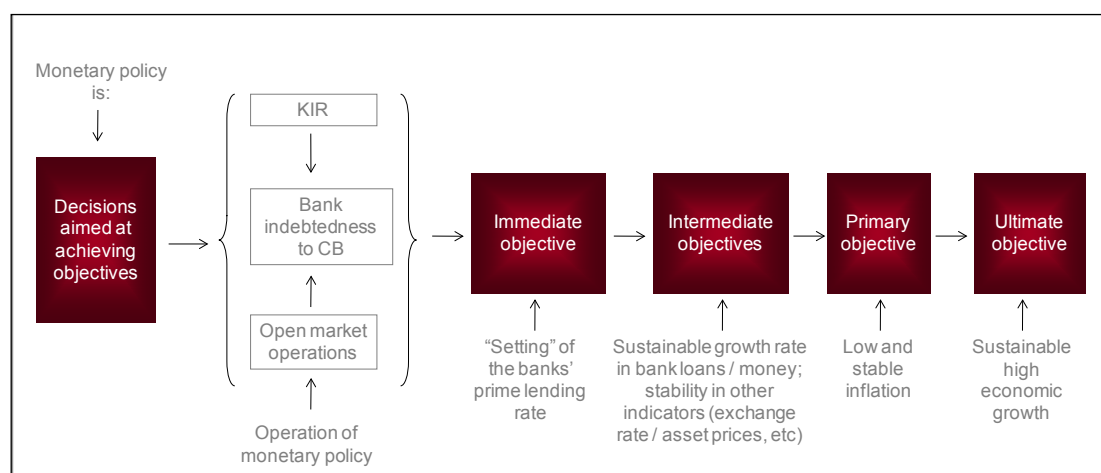 Monetary policy
is:
Decisions
aimed at
achieving
objectives
KIR
Bank
indebtedness
to CB
Open market
operations
Operation of
monetary policy
Immediate
objective
“Setting” of
the banks’
prime lending
rate
Intermediate
objectives
Sustainable growth rate
in bank loans / money;
stability in other
indicators (exchange
rate / asset prices, etc)
Primary
objective
Low and
stable
inflation
Ultimate
objective
Sustainable
high
economic
growth